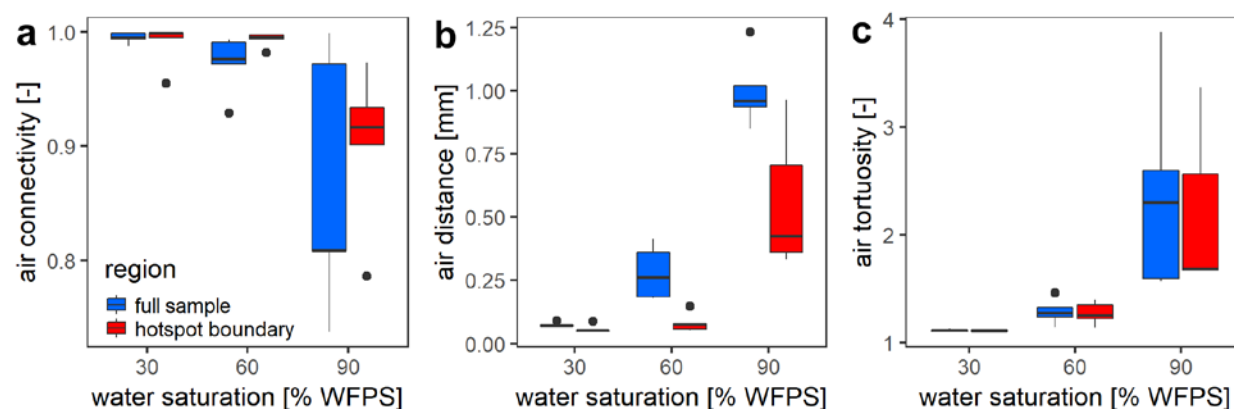 a
air connectivity [-]
1.0
0.9
0.8
region
full sample
hotspot boundary
30
60
90
water saturation [% WFPS]
b
air distance [mm]
1.25
1.00
0.75
0.50
0.25
0.00
30
60
90
water saturation [% WFPS]
c
air tortuosity [-]
4
3
2
1
30
60
90
water saturation [% WFPS]